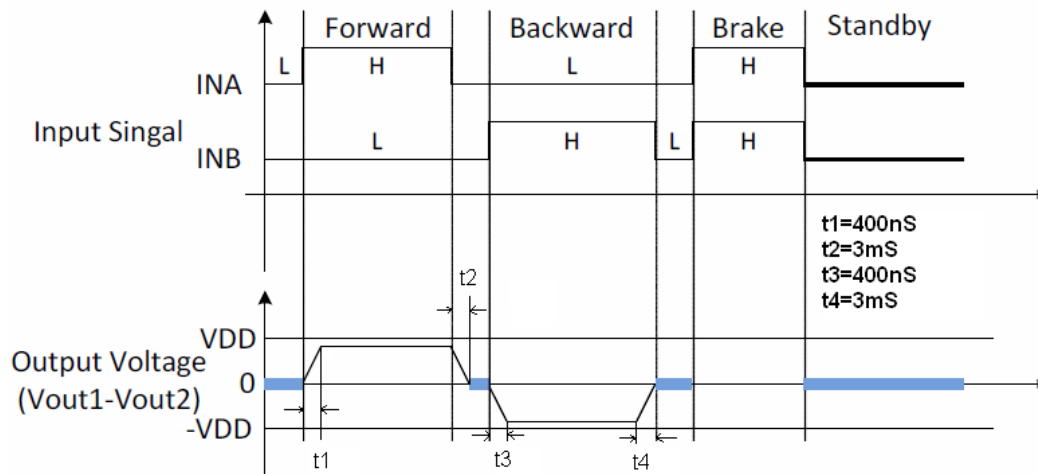 Forward Backward Brake Standby
L H L H
INA
Input Singal
INB
L H L H
t1=400nS
t2=3mS
t3=400nS
t4=3mS
t2
VDD
Output Voltage
0
(Vout1-Vout2)
-VDD
t1 t3 t4